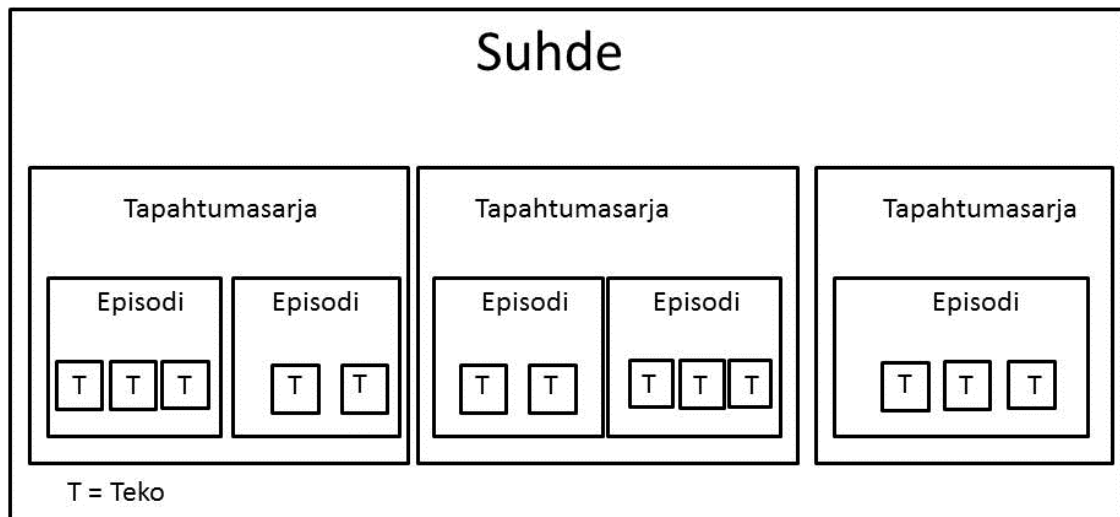 Suhde
Tapahtumasarja Tapahtumasarja Tapahtumasarja
Episodi Episodi Episodi Episodi Episodi
T T T T T T T T T T T T T
T = Teko